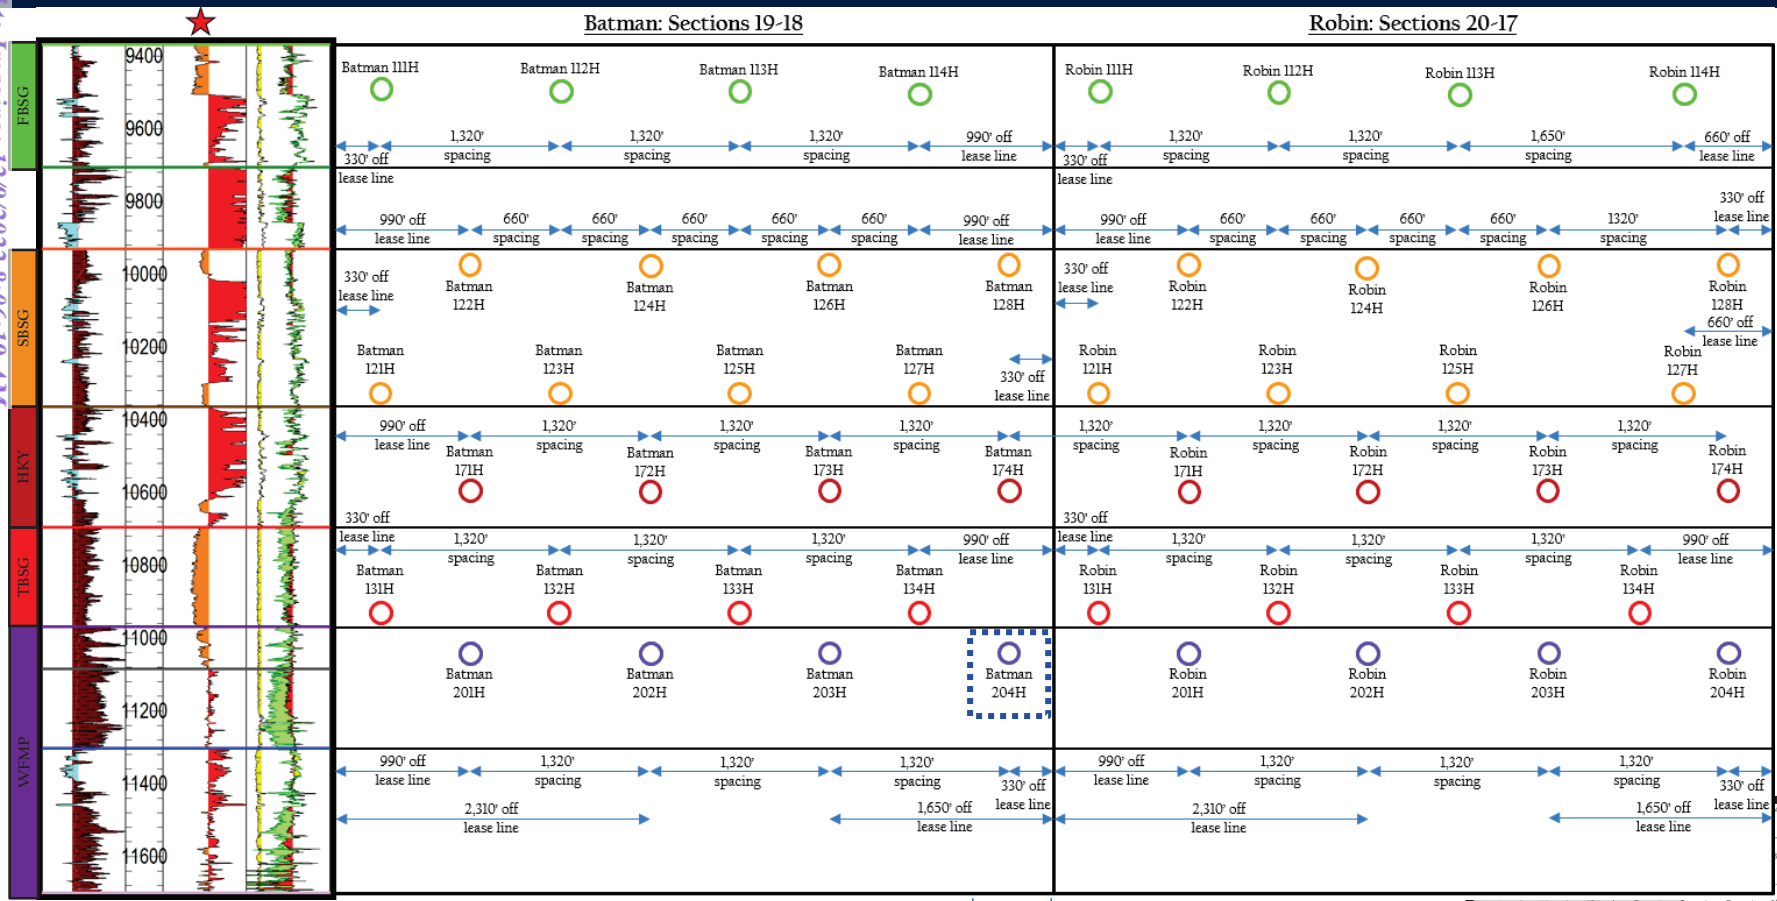 Batman: Sections 19-18
Robin: Sections 20-17
FBSG
SBSG
HKY
TBSG
WFMP
9400
9600
9800
10000
10200
10400
10600
10800
11000
11200
11400
11600
Batman 111H
Batman 112H
Batman 113H
Batman 114H
Robin 111H
Robin 112H
Robin 113H
Robin 114H
330' off
lease line
1,320'
spacing
1,320'
spacing
1,320'
spacing
990' off
lease line
330' off
lease line
1,320'
spacing
1,320'
spacing
1,650'
spacing
660' off
lease line
990' off
lease line
660'
spacing
660'
spacing
660'
spacing
660'
spacing
660'
spacing
990' off
lease line
990' off
lease line
660'
spacing
660'
spacing
660'
spacing
660'
spacing
1320'
spacing
330' off
lease line
330' off
lease line
Batman
122H
Batman
124H
Batman
126H
Batman
128H
330' off
lease line
Robin
122H
Robin
124H
Robin
126H
Robin
128H
660' off
lease line
Batman
121H
Batman
123H
Batman
125H
Batman
127H
330' off
lease line
Robin
121H
Robin
123H
Robin
125H
Robin
127H
990' off
lease line
1,320'
spacing
1,320'
spacing
1,320'
spacing
1,320'
spacing
1,320'
spacing
1,320'
spacing
1,320'
spacing
Batman
171H
Batman
172H
Batman
173H
Batman
174H
Robin
171H
Robin
172H
Robin
173H
Robin
174H
330' off
lease line
1,320'
spacing
1,320'
spacing
1,320'
spacing
990' off
lease line
330' off
lease line
1,320'
spacing
1,320'
spacing
1,320'
spacing
990' off
lease line
Batman
131H
Batman
132H
Batman
133H
Batman
134H
Robin
131H
Robin
132H
Robin
133H
Robin
134H
Batman
201H
Batman
202H
Batman
203H
Batman
204H
Robin
201H
Robin
202H
Robin
203H
Robin
204H
990' off
lease line
1,320'
spacing
1,320'
spacing
1,320'
spacing
330' off
lease line
990' off
lease line
1,320'
spacing
1,320'
spacing
1,320'
spacing
330' off
lease line
2,310' off
lease line
1,650' off
lease line
2,310' off
lease line
1,650' off
lease line